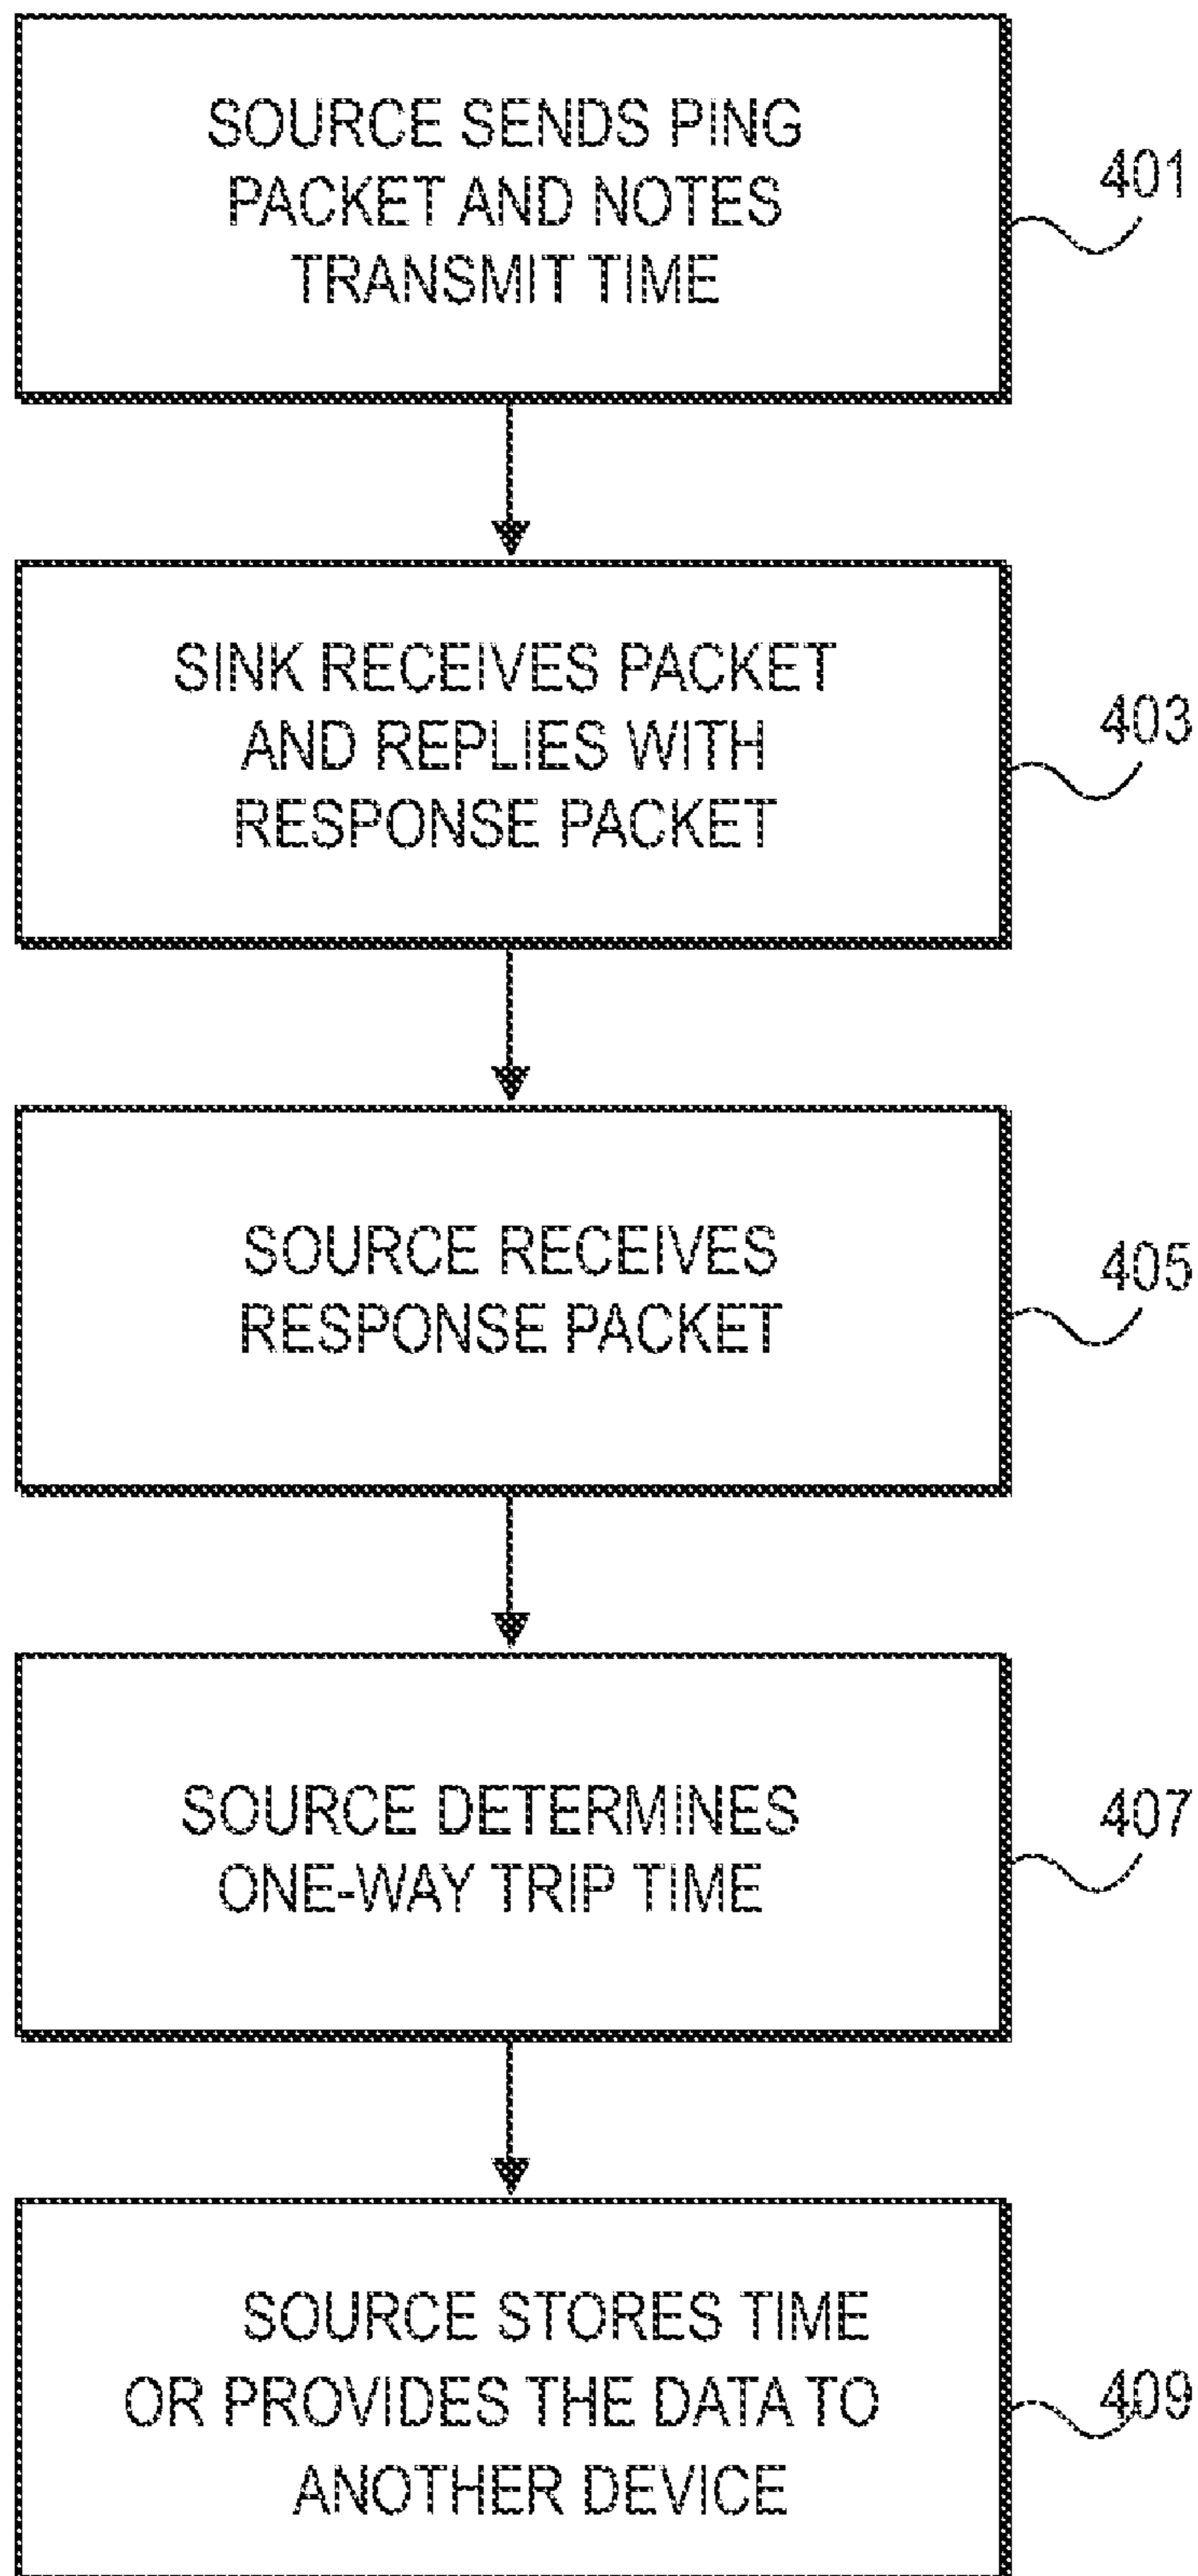 SOURCE SENDS PING
PACKET AND NOTES
TRANSMIT TIME
401
SINK RECEIVES PACKET
AND REPLIES WITH
RESPONSE PACKET
403
SOURCE RECEIVES
RESPONSE PACKET
405
SOURCE DETERMINES
ONE-WAY TRIP TIME
407
SOURCE STORES TIME
OR PROVIDES THE DATA TO
ANOTHER DEVICE
409